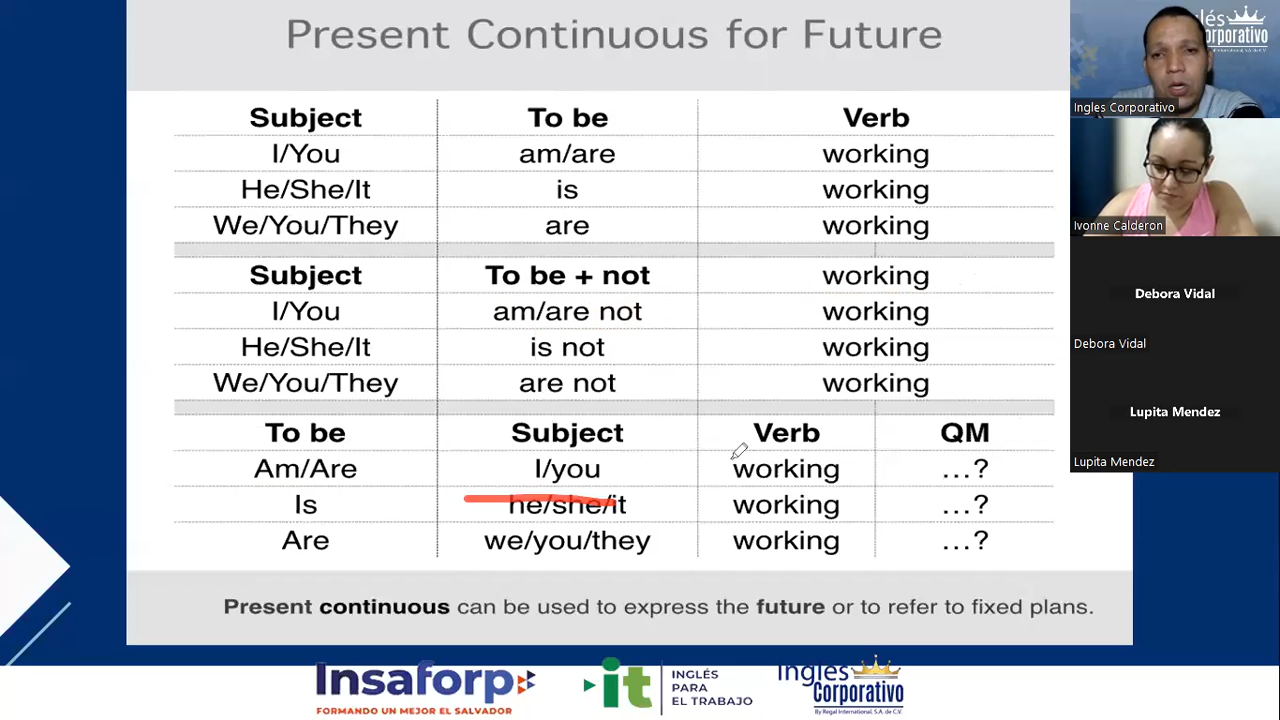 Present Continuous for Future
Subject To be Verb
I/You am/are working
He/She/It is working
We/You/They are working
Subject To be + not working
I/You am/are not working
He/She/It is not working
We/You/They are not working
To be Subject Verb QM
Am/Are I/you working ...?
Is he/she/it working ...?
Are we/you/they working ...?
Present continuous can be used to express the future or to refer to fixed plans.
Insaforp
FORMANDO UN MEJOR EL SALVADOR
it
INGLÉS
PARA
EL TRABAJO
Inglés
Corporativo
By Regal International, S.A. de C.V.
Ingles Corporativo
Ivonne Calderon
Debora Vidal
Debora Vidal
Lupita Mendez
Lupita Mendez